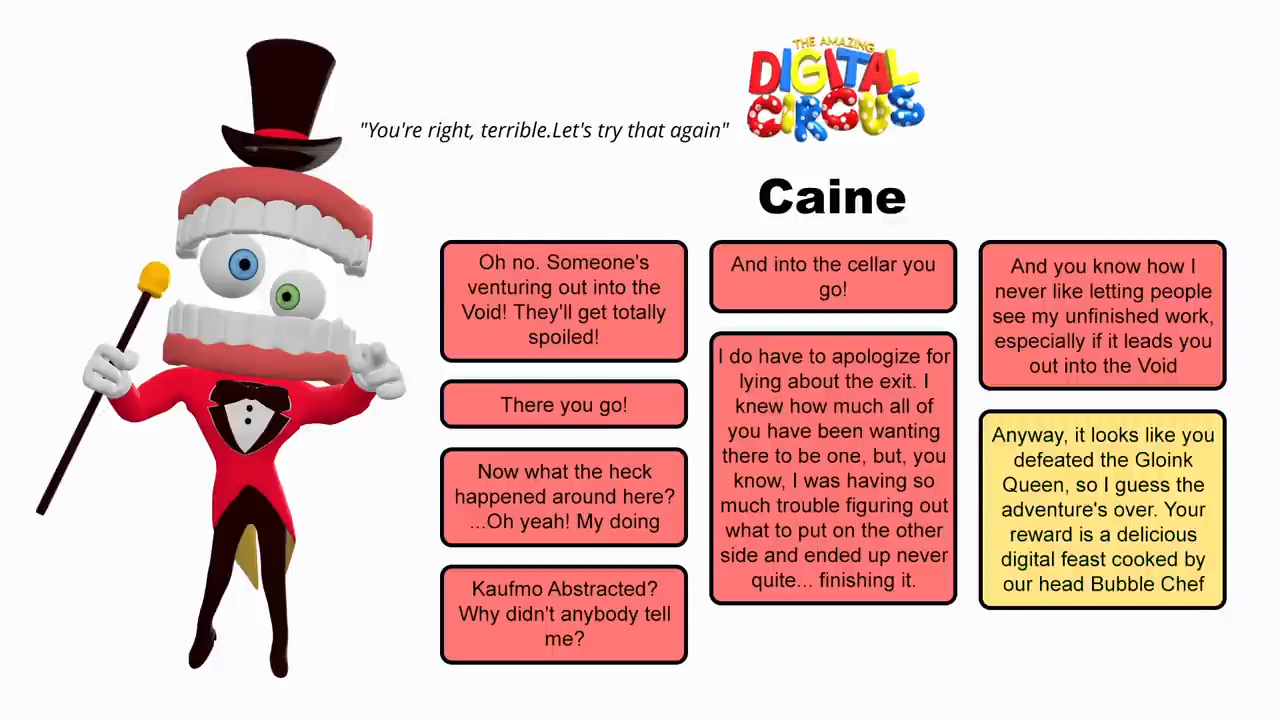 THE AMAZING
DIGITAL
CIRCUS
"You're right, terrible.Let's try that again"
Caine
Oh no. Someone's
venturing out into the
Void! They'll get totally
spoiled!
There you go!
Now what the heck
happened around here?
...Oh yeah! My doing
Kaufmo Abstracted?
Why didn't anybody tell
me?
And into the cellar you
go!
I do have to apologize for
lying about the exit. I
knew how much all of
you have been wanting
there to be one, but, you
know, I was having so
much trouble figuring out
what to put on the other
side and ended up never
quite... finishing it.
And you know how I
never like letting people
see my unfinished work,
especially if it leads you
out into the Void
Anyway, it looks like you
defeated the Gloink
Queen, so I guess the
adventure's over. Your
reward is a delicious
digital feast cooked by
our head Bubble Chef